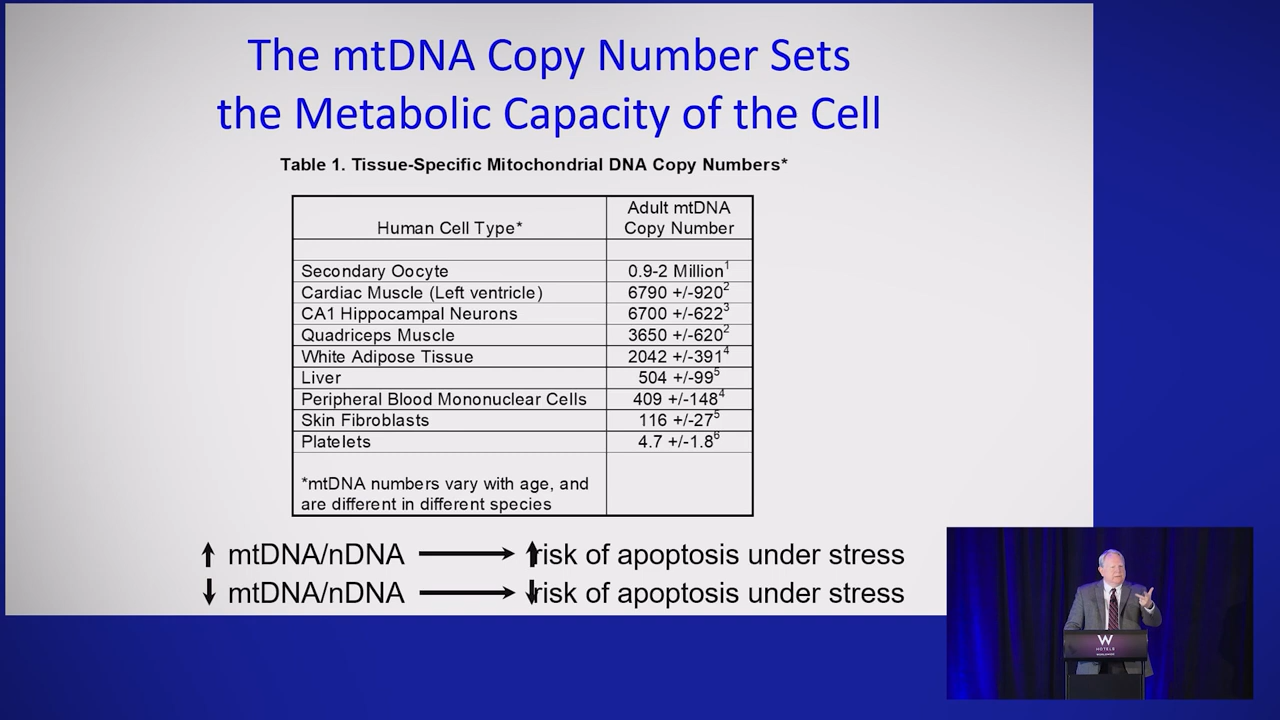 The mtDNA Copy Number Sets
the Metabolic Capacity of the Cell
Table 1. Tissue-Specific Mitochondrial DNA Copy Numbers*
Human Cell Type* Adult mtDNA Copy Number
Secondary Oocyte 0.9-2 Million¹
Cardiac Muscle (Left ventricle) 6790 +/-920²
CA1 Hippocampal Neurons 6700 +/-622³
Quadriceps Muscle 3650 +/-620²
White Adipose Tissue 2042 +/-391⁴
Liver 504 +/-99⁵
Peripheral Blood Mononuclear Cells 409 +/-148⁴
Skin Fibroblasts 116 +/-27⁵
Platelets 4.7 +/-1.8⁶
*mtDNA numbers vary with age, and
are different in different species
↑ mtDNA/nDNA → ↑risk of apoptosis under stress
↓ mtDNA/nDNA → ↓risk of apoptosis under stress
W
HOTELS
WORLDWIDE